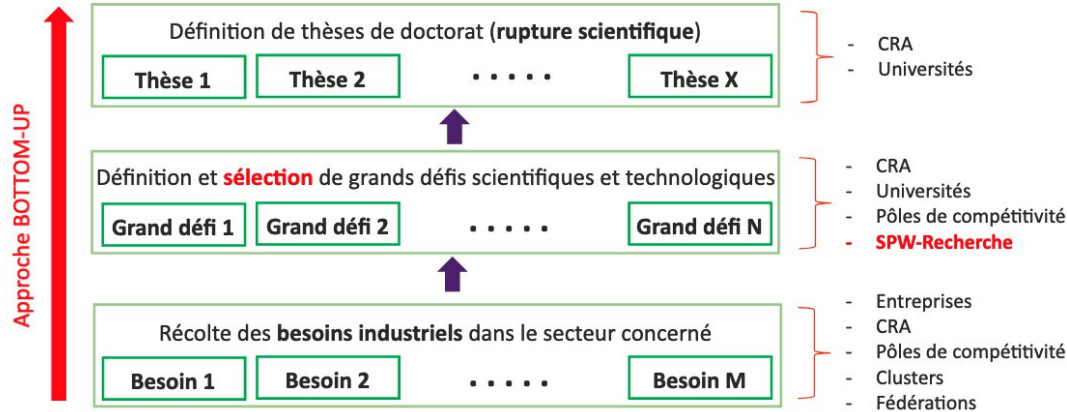 Approche BOTTOM-UP
Définition de thèses de doctorat (rupture scientifique)
Thèse 1
Thèse 2
.....
Thèse X
- CRA
- Universités
Définition et sélection de grands défis scientifiques et technologiques
Grand défi 1
Grand défi 2
.....
Grand défi N
- CRA
- Universités
- Pôles de compétitivité
- SPW-Recherche
Récolte des besoins industriels dans le secteur concerné
Besoin 1
Besoin 2
.....
Besoin M
- Entreprises
- CRA
- Pôles de compétitivité
- Clusters
- Fédérations